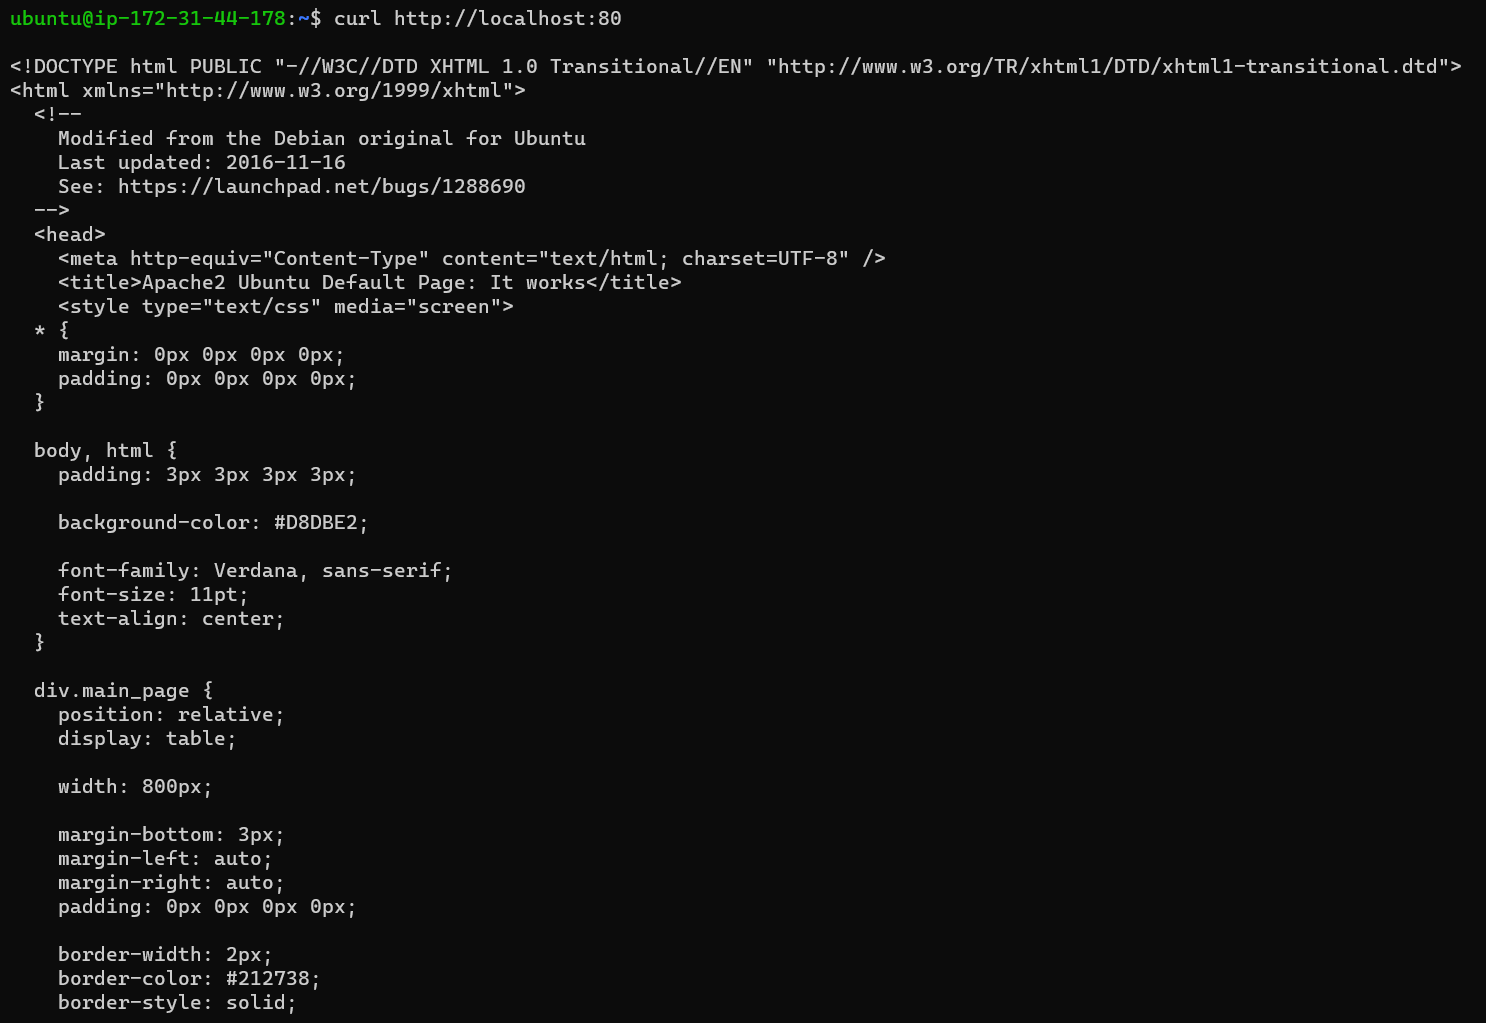 ubuntu@ip-172-31-44-178:~$ curl http://localhost:80
<!DOCTYPE html PUBLIC "-//W3C//DTD XHTML 1.0 Transitional//EN" "http://www.w3.org/TR/xhtml1/DTD/xhtml1-transitional.dtd">
<html xmlns="http://www.w3.org/1999/xhtml">
  <!--
    Modified from the Debian original for Ubuntu
    Last updated: 2016-11-16
    See: https://launchpad.net/bugs/1288690
  -->
  <head>
    <meta http-equiv="Content-Type" content="text/html; charset=UTF-8" />
    <title>Apache2 Ubuntu Default Page: It works</title>
    <style type="text/css" media="screen">
  * {
    margin: 0px 0px 0px 0px;
    padding: 0px 0px 0px 0px;
  }

  body, html {
    padding: 3px 3px 3px 3px;

    background-color: #D8DBE2;

    font-family: Verdana, sans-serif;
    font-size: 11pt;
    text-align: center;
  }

  div.main_page {
    position: relative;
    display: table;

    width: 800px;

    margin-bottom: 3px;
    margin-left: auto;
    margin-right: auto;
    padding: 0px 0px 0px 0px;

    border-width: 2px;
    border-color: #212738;
    border-style: solid;